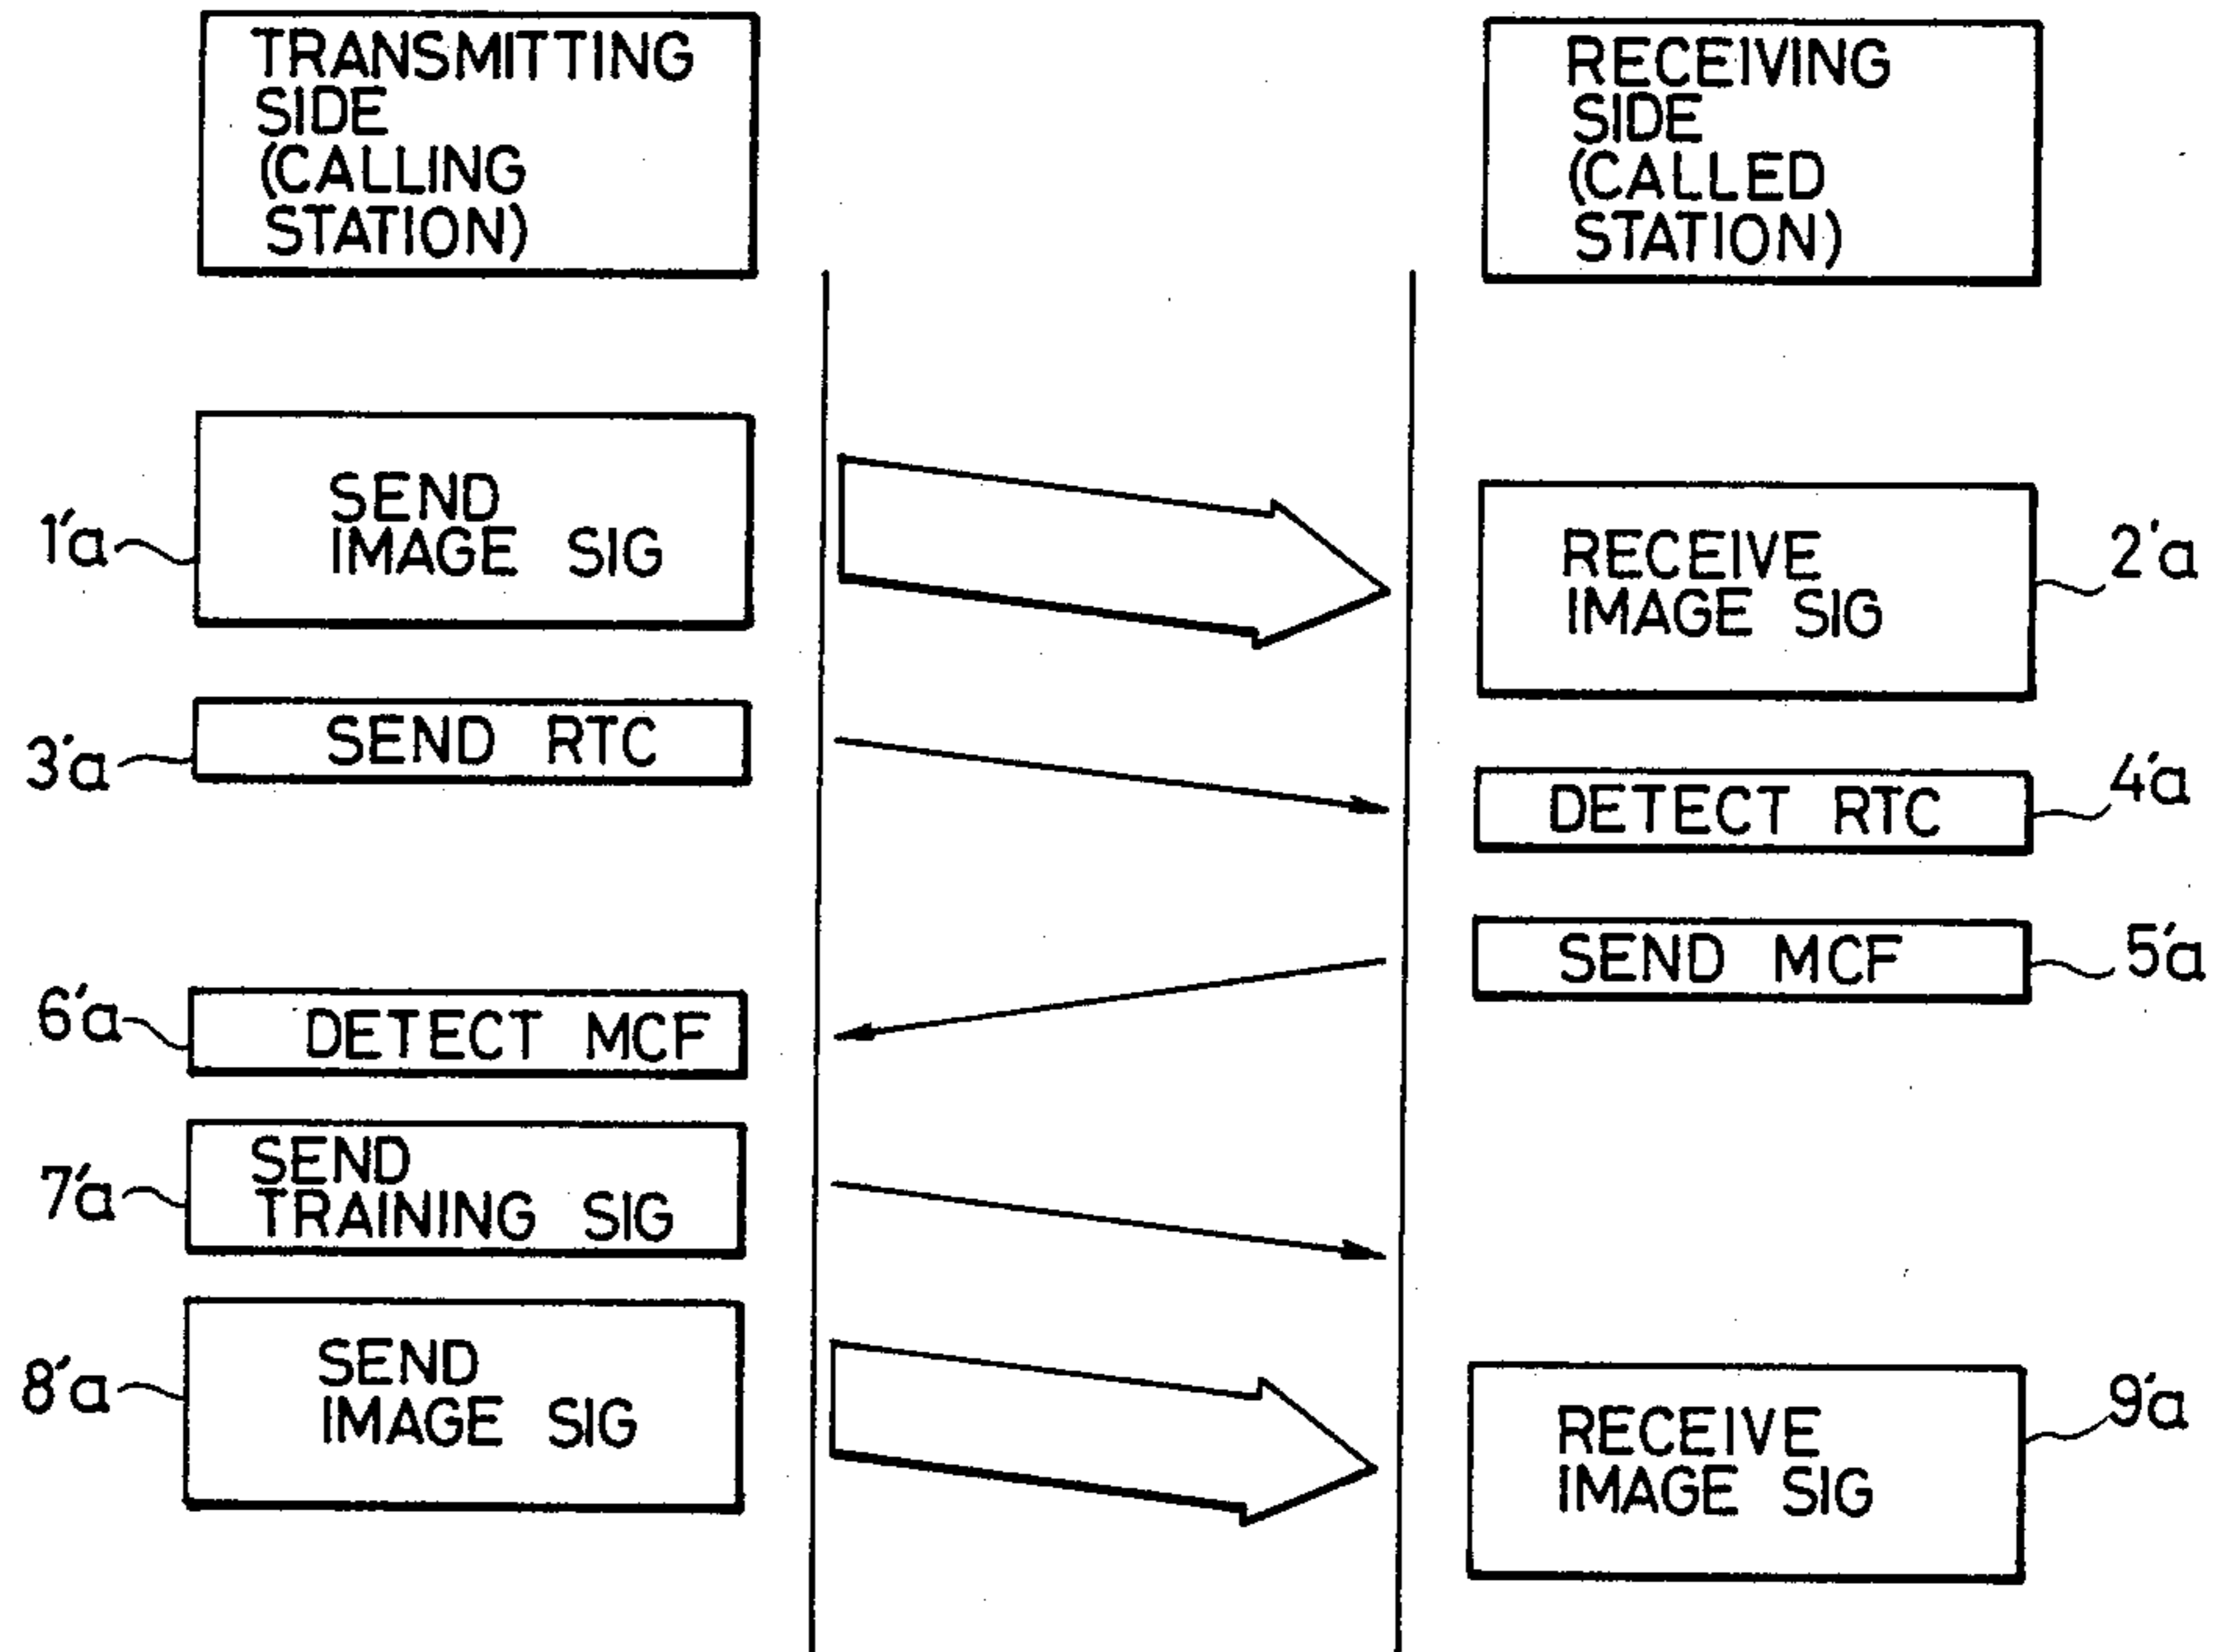 TRANSMITTING
SIDE
(CALLING
STATION)
RECEIVING
SIDE
(CALLED
STATION)
1'a
SEND
IMAGE SIG
RECEIVE
IMAGE SIG
2'a
3'a
SEND RTC
DETECT RTC
4'a
SEND MCF
5'a
6'a
DETECT MCF
7'a
SEND
TRAINING SIG
8'a
SEND
IMAGE SIG
RECEIVE
IMAGE SIG
9'a